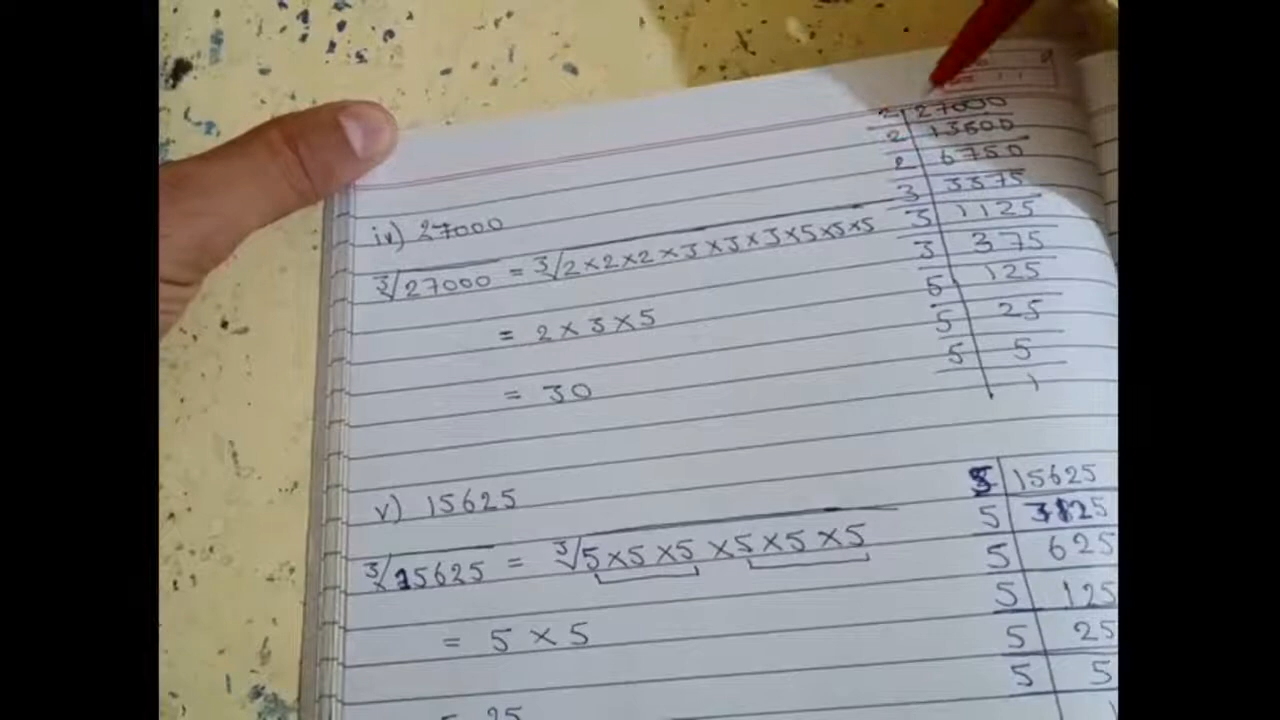 2 | 27000
2 | 13500
2 | 6750
3 | 3375
3 | 1125
3 | 375
5 | 125
5 | 25
5 | 5
1
iv) 27000
∛27000 = ∛2×2×2×3×3×3×5×5×5
= 2×3×5
= 30
5 | 15625
5 | 3125
5 | 625
5 | 125
5 | 25
5 | 5
1
v) 15625
∛15625 = ∛5×5×5×5×5×5
= 5×5
= 25